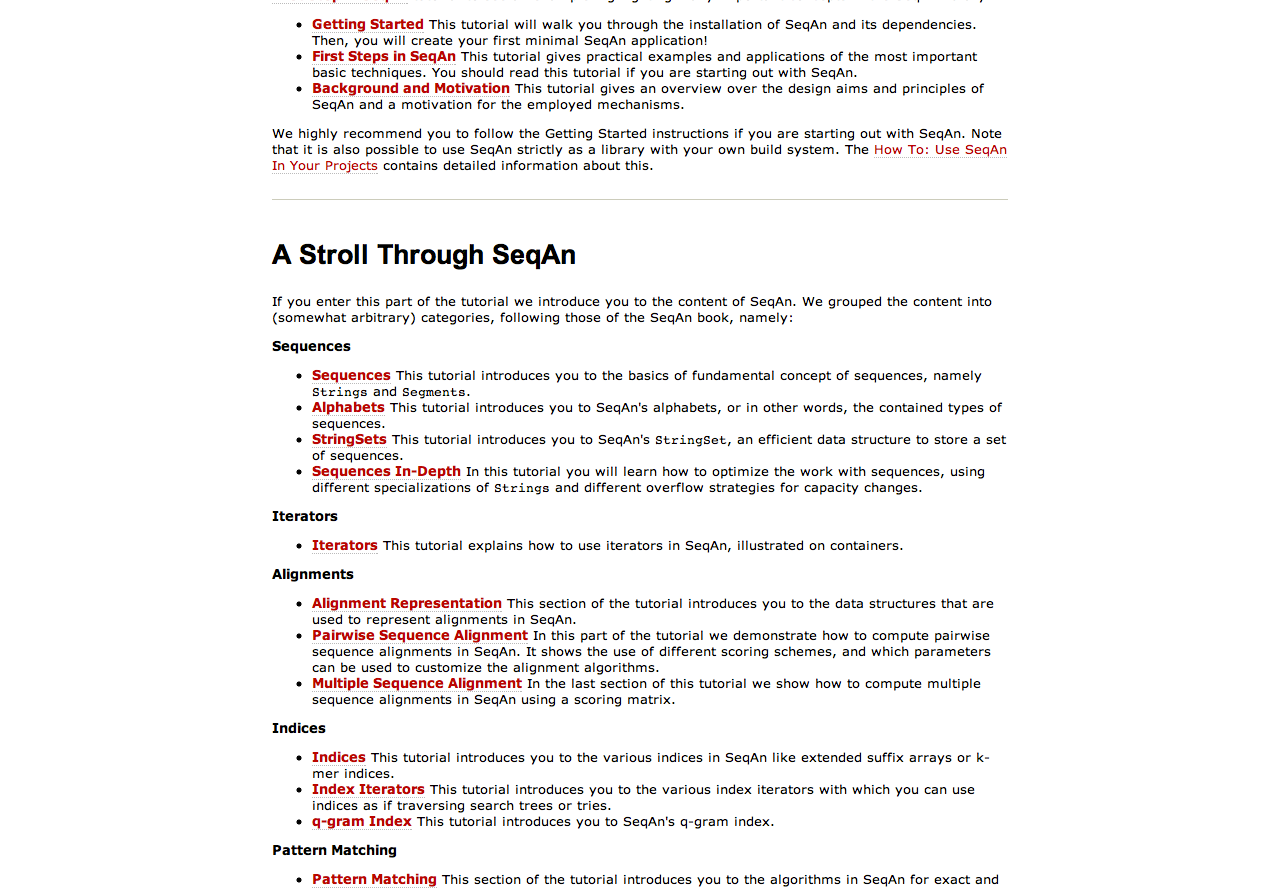 Getting Started This tutorial will walk you through the installation of SeqAn and its dependencies.
Then, you will create your first minimal SeqAn application!
First Steps in SeqAn This tutorial gives practical examples and applications of the most important
basic techniques. You should read this tutorial if you are starting out with SeqAn.
Background and Motivation This tutorial gives an overview over the design aims and principles of
SeqAn and a motivation for the employed mechanisms.
We highly recommend you to follow the Getting Started instructions if you are starting out with SeqAn. Note
that it is also possible to use SeqAn strictly as a library with your own build system. The How To: Use SeqAn
In Your Projects contains detailed information about this.
A Stroll Through SeqAn
If you enter this part of the tutorial we introduce you to the content of SeqAn. We grouped the content into
(somewhat arbitrary) categories, following those of the SeqAn book, namely:
Sequences
Sequences This tutorial introduces you to the basics of fundamental concept of sequences, namely
Strings and Segments.
Alphabets This tutorial introduces you to SeqAn's alphabets, or in other words, the contained types of
sequences.
StringSets This tutorial introduces you to SeqAn's StringSet, an efficient data structure to store a set
of sequences.
Sequences In-Depth In this tutorial you will learn how to optimize the work with sequences, using
different specializations of Strings and different overflow strategies for capacity changes.
Iterators
Iterators This tutorial explains how to use iterators in SeqAn, illustrated on containers.
Alignments
Alignment Representation This section of the tutorial introduces you to the data structures that are
used to represent alignments in SeqAn.
Pairwise Sequence Alignment In this part of the tutorial we demonstrate how to compute pairwise
sequence alignments in SeqAn. It shows the use of different scoring schemes, and which parameters
can be used to customize the alignment algorithms.
Multiple Sequence Alignment In the last section of this tutorial we show how to compute multiple
sequence alignments in SeqAn using a scoring matrix.
Indices
Indices This tutorial introduces you to the various indices in SeqAn like extended suffix arrays or k-
mer indices.
Index Iterators This tutorial introduces you to the various index iterators with which you can use
indices as if traversing search trees or tries.
q-gram Index This tutorial introduces you to SeqAn's q-gram index.
Pattern Matching
Pattern Matching This section of the tutorial introduces you to the algorithms in SeqAn for exact and